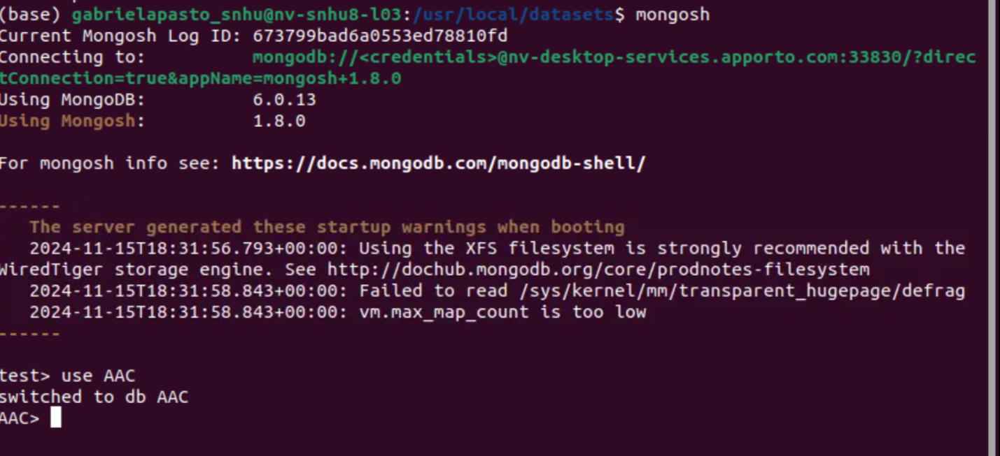 (base) gabrielapasto_snhu@nv-snhu8-l03:/usr/local/datasets$ mongosh
Current Mongosh Log ID: 673799bad6a0553ed78810fd
Connecting to: mongodb://<credentials>@nv-desktop-services.apporto.com:33830/?direc
tConnection=true&appName=mongosh+1.8.0
Using MongoDB: 6.0.13
Using Mongosh: 1.8.0
For mongosh info see: https://docs.mongodb.com/mongodb-shell/
------
The server generated these startup warnings when booting
2024-11-15T18:31:56.793+00:00: Using the XFS filesystem is strongly recommended with the
WiredTiger storage engine. See http://dochub.mongodb.org/core/prodnotes-filesystem
2024-11-15T18:31:58.843+00:00: Failed to read /sys/kernel/mm/transparent_hugepage/defrag
2024-11-15T18:31:58.843+00:00: vm.max_map_count is too low
------
test> use AAC
switched to db AAC
AAC>